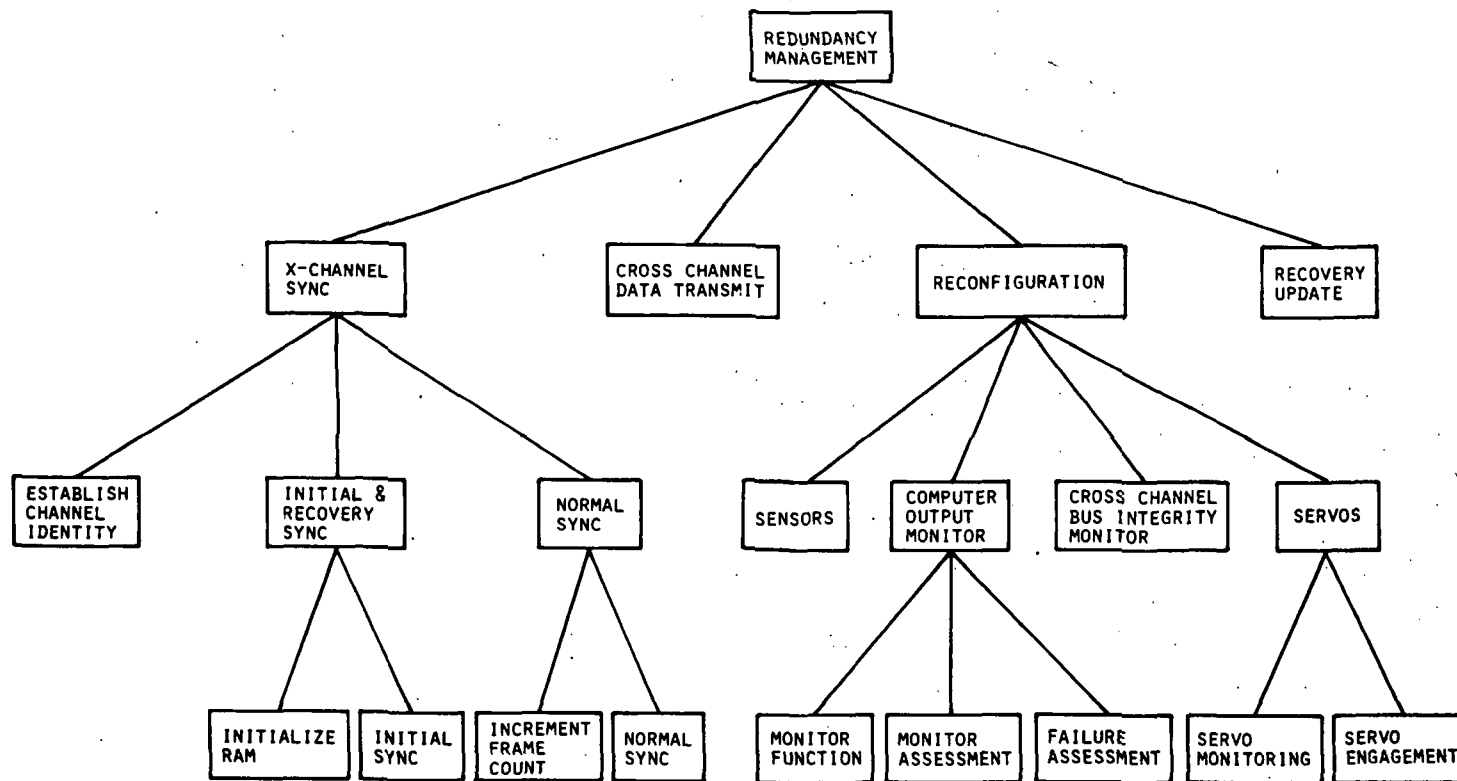 REDUNDANCY
MANAGEMENT
X-CHANNEL
SYNC
CROSS CHANNEL
DATA TRANSMIT
RECONFIGURATION
RECOVERY
UPDATE
ESTABLISH
CHANNEL
IDENTITY
INITIAL &
RECOVERY
SYNC
NORMAL
SYNC
SENSORS
COMPUTER
OUTPUT
MONITOR
CROSS CHANNEL
BUS INTEGRITY
MONITOR
SERVOS
INITIALIZE
RAM
INITIAL
SYNC
INCREMENT
FRAME
COUNT
NORMAL
SYNC
MONITOR
FUNCTION
MONITOR
ASSESSMENT
FAILURE
ASSESSMENT
SERVO
MONITORING
SERVO
ENGAGEMENT